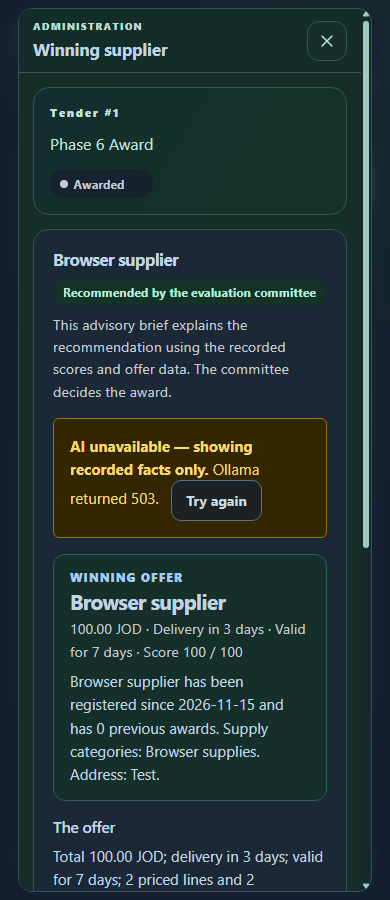 ADMINISTRATION
Winning supplier
Tender #1
Phase 6 Award
Awarded
Browser supplier
Recommended by the evaluation committee
This advisory brief explains the
recommendation using the recorded
scores and offer data. The committee
decides the award.
AI unavailable — showing
recorded facts only. Ollama
returned 503. Try again
WINNING OFFER
Browser supplier
100.00 JOD · Delivery in 3 days · Valid
for 7 days · Score 100 / 100
Browser supplier has been
registered since 2026-11-15 and
has 0 previous awards. Supply
categories: Browser supplies.
Address: Test.
The offer
Total 100.00 JOD; delivery in 3 days; valid
for 7 days; 2 priced lines and 2